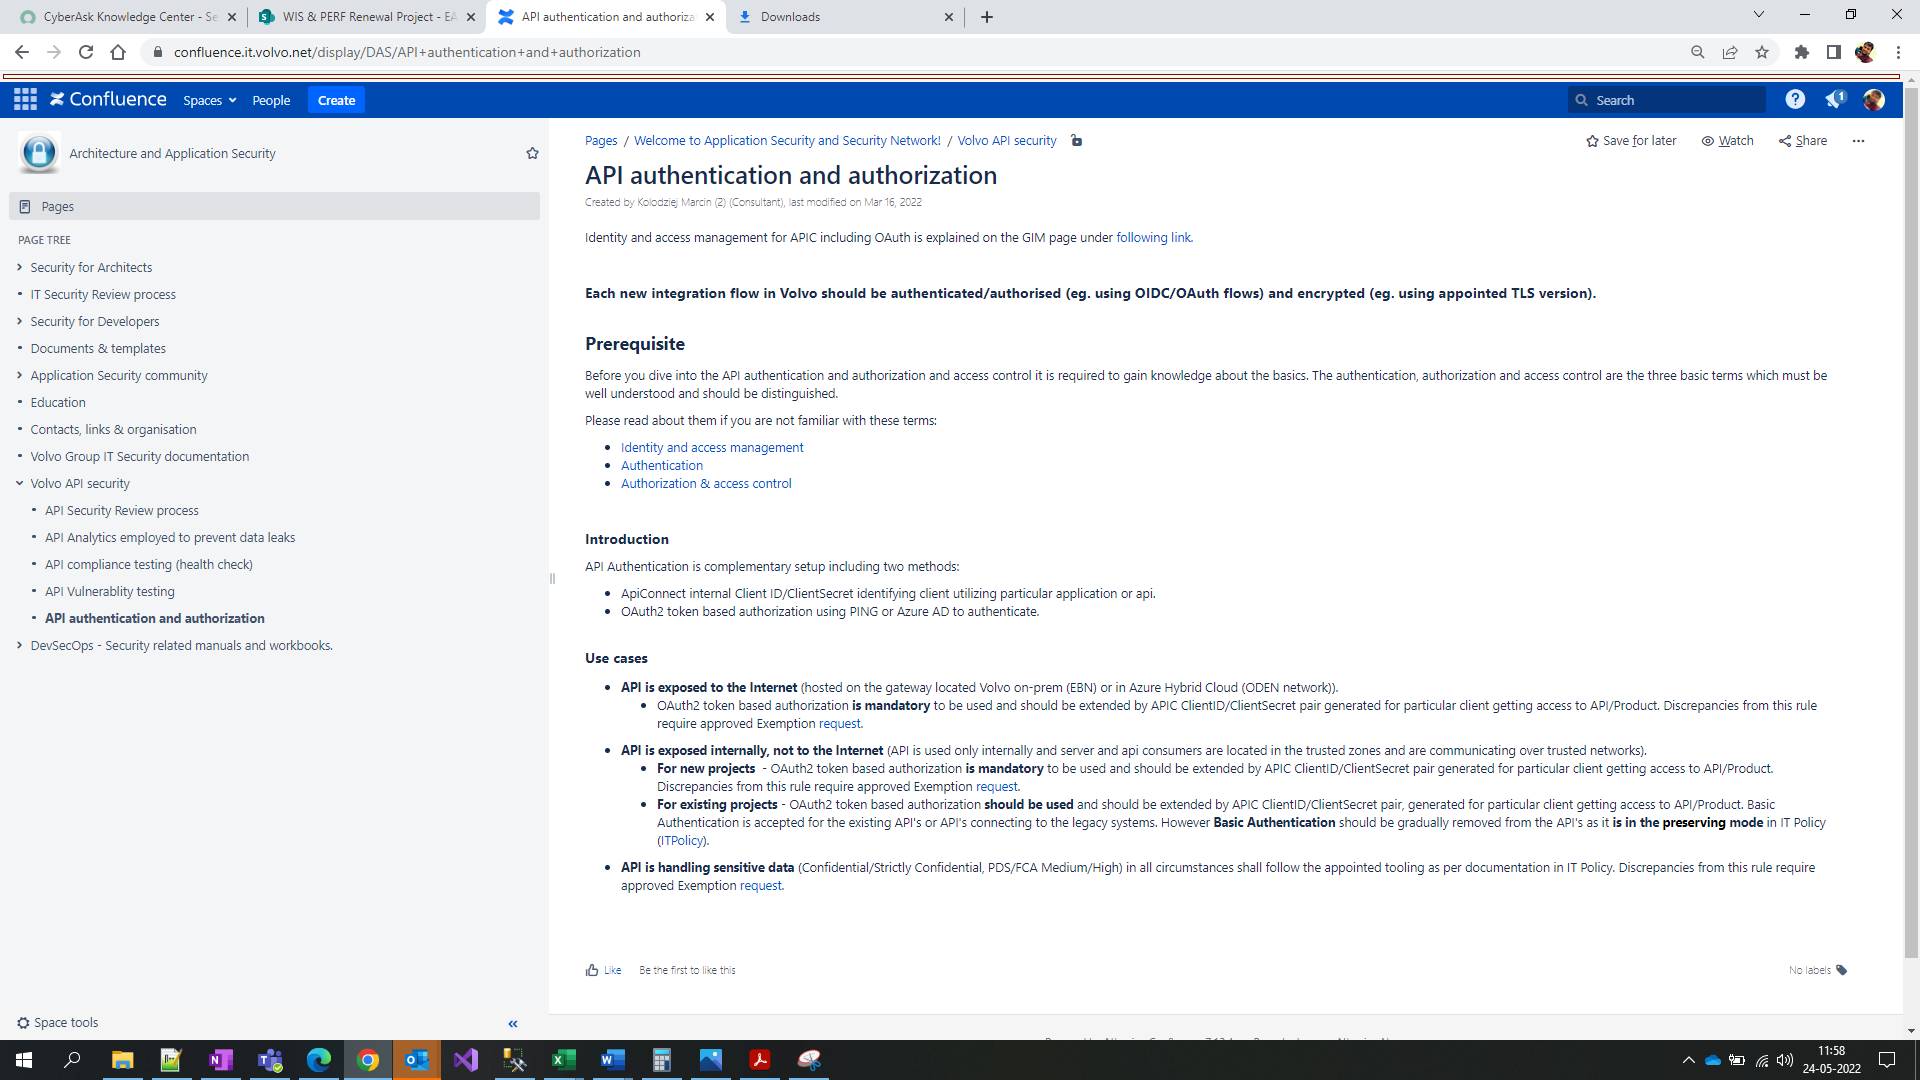 CyberAsk Knowledge Center - Se
WIS & PERF Renewal Project - EA
API authentication and authoriza
Downloads
confluence.it.volvo.net/display/DAS/API+authentication+and+authorization
Confluence
Spaces
People
Create
Search
1
Architecture and Application Security
Pages
PAGE TREE
Security for Architects
IT Security Review process
Security for Developers
Documents & templates
Application Security community
Education
Contacts, links & organisation
Volvo Group IT Security documentation
Volvo API security
API Security Review process
API Analytics employed to prevent data leaks
API compliance testing (health check)
API Vulnerablity testing
API authentication and authorization
DevSecOps - Security related manuals and workbooks.
Space tools
Pages / Welcome to Application Security and Security Network! / Volvo API security
Save for later
Watch
Share
API authentication and authorization
Created by Kolodziej Marcin (2) (Consultant), last modified on Mar 16, 2022
Identity and access management for APIC including OAuth is explained on the GIM page under following link.
Each new integration flow in Volvo should be authenticated/authorised (eg. using OIDC/OAuth flows) and encrypted (eg. using appointed TLS version).
Prerequisite
Before you dive into the API authentication and authorization and access control it is required to gain knowledge about the basics. The authentication, authorization and access control are the three basic terms which must be
well understood and should be distinguished.
Please read about them if you are not familiar with these terms:
Identity and access management
Authentication
Authorization & access control
Introduction
API Authentication is complementary setup including two methods:
ApiConnect internal Client ID/ClientSecret identifying client utilizing particular application or api.
OAuth2 token based authorization using PING or Azure AD to authenticate.
Use cases
API is exposed to the Internet (hosted on the gateway located Volvo on-prem (EBN) or in Azure Hybrid Cloud (ODEN network)).
OAuth2 token based authorization is mandatory to be used and should be extended by APIC ClientID/ClientSecret pair generated for particular client getting access to API/Product. Discrepancies from this rule
require approved Exemption request.
API is exposed internally, not to the Internet (API is used only internally and server and api consumers are located in the trusted zones and are communicating over trusted networks).
For new projects - OAuth2 token based authorization is mandatory to be used and should be extended by APIC ClientID/ClientSecret pair generated for particular client getting access to API/Product.
Discrepancies from this rule require approved Exemption request.
For existing projects - OAuth2 token based authorization should be used and should be extended by APIC ClientID/ClientSecret pair, generated for particular client getting access to API/Product. Basic
Authentication is accepted for the existing API's or API's connecting to the legacy systems. However Basic Authentication should be gradually removed from the API's as it is in the preserving mode in IT Policy
(ITPolicy).
API is handling sensitive data (Confidential/Strictly Confidential, PDS/FCA Medium/High) in all circumstances shall follow the appointed tooling as per documentation in IT Policy. Discrepancies from this rule require
approved Exemption request.
Like
Be the first to like this
No labels
11:58
24-05-2022